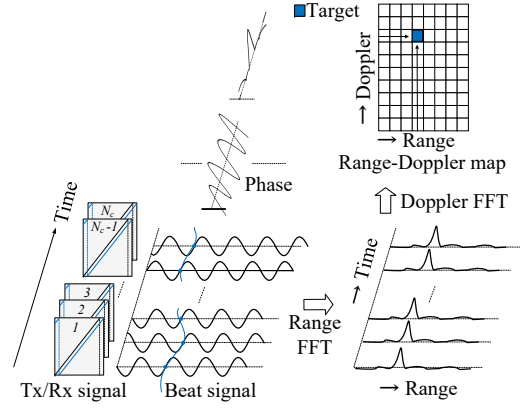 Target
Doppler
Range
Range-Doppler map
Phase
Doppler FFT
Time
N_c
N_c-1
3
2
1
Time
Range
FFT
Tx/Rx signal
Beat signal
Range